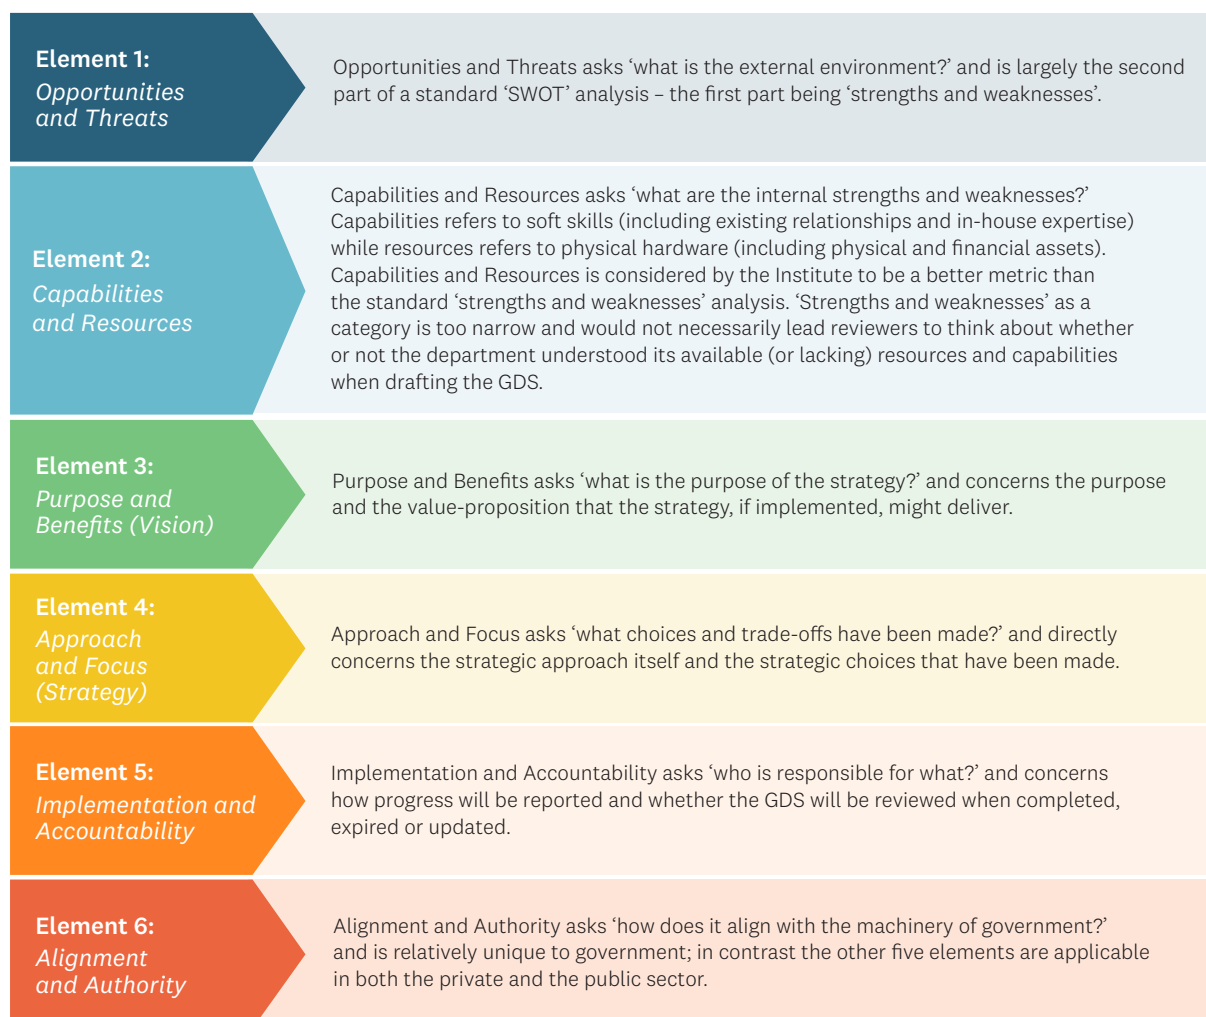 Element 1:
Opportunities
and Threats
Opportunities and Threats asks ‘what is the external environment?’ and is largely the second
part of a standard ‘SWOT’ analysis – the first part being ‘strengths and weaknesses’.
Element 2:
Capabilities
and Resources
Capabilities and Resources asks ‘what are the internal strengths and weaknesses?’
Capabilities refers to soft skills (including existing relationships and in-house expertise)
while resources refers to physical hardware (including physical and financial assets).
Capabilities and Resources is considered by the Institute to be a better metric than
the standard ‘strengths and weaknesses’ analysis. ‘Strengths and weaknesses’ as a
category is too narrow and would not necessarily lead reviewers to think about whether
or not the department understood its available (or lacking) resources and capabilities
when drafting the GDS.
Element 3:
Purpose and
Benefits (Vision)
Purpose and Benefits asks ‘what is the purpose of the strategy?’ and concerns the purpose
and the value-proposition that the strategy, if implemented, might deliver.
Element 4:
Approach
and Focus
(Strategy)
Approach and Focus asks ‘what choices and trade-offs have been made?’ and directly
concerns the strategic approach itself and the strategic choices that have been made.
Element 5:
Implementation and
Accountability
Implementation and Accountability asks ‘who is responsible for what?’ and concerns
how progress will be reported and whether the GDS will be reviewed when completed,
expired or updated.
Element 6:
Alignment
and Authority
Alignment and Authority asks ‘how does it align with the machinery of government?’
and is relatively unique to government; in contrast the other five elements are applicable
in both the private and the public sector.